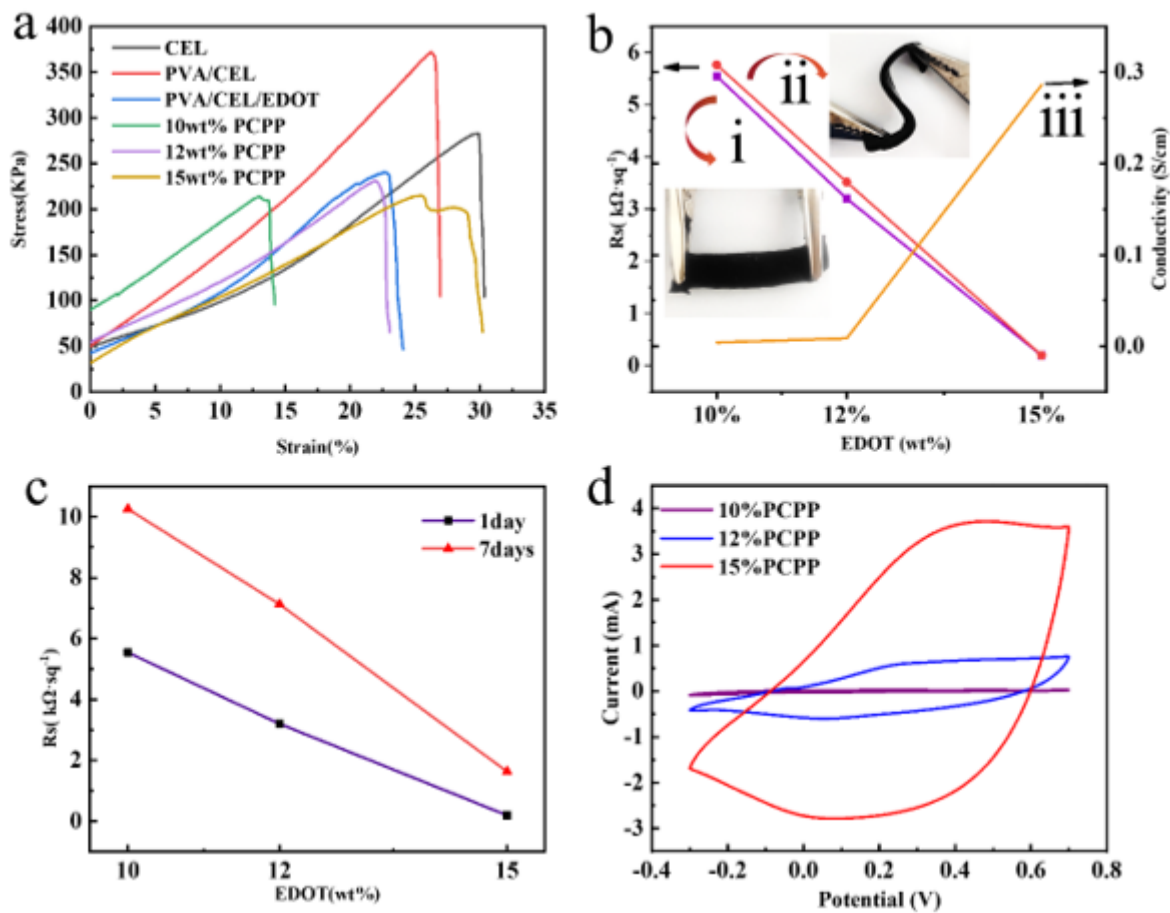 a
400
350
300
250
200
150
100
50
0
Stress(KPa)
CEL
PVA/CEL
PVA/CEL/EDOT
10wt% PCPP
12wt% PCPP
15wt% PCPP
0 5 10 15 20 25 30 35
Strain(%)
b
6
5
4
3
2
1
0
Rs( kΩ·sq⁻¹)
i
ii
iii
0.3
0.2
0.1
0.0
Conductivity (S/cm)
10% 12% 15%
EDOT (wt%)
c
10
8
6
4
2
0
Rs( kΩ·sq⁻¹)
1day
7days
10 12 15
EDOT(wt%)
d
4
3
2
1
0
-1
-2
-3
Current (mA)
10%PCPP
12%PCPP
15%PCPP
-0.4 -0.2 0.0 0.2 0.4 0.6 0.8
Potential (V)